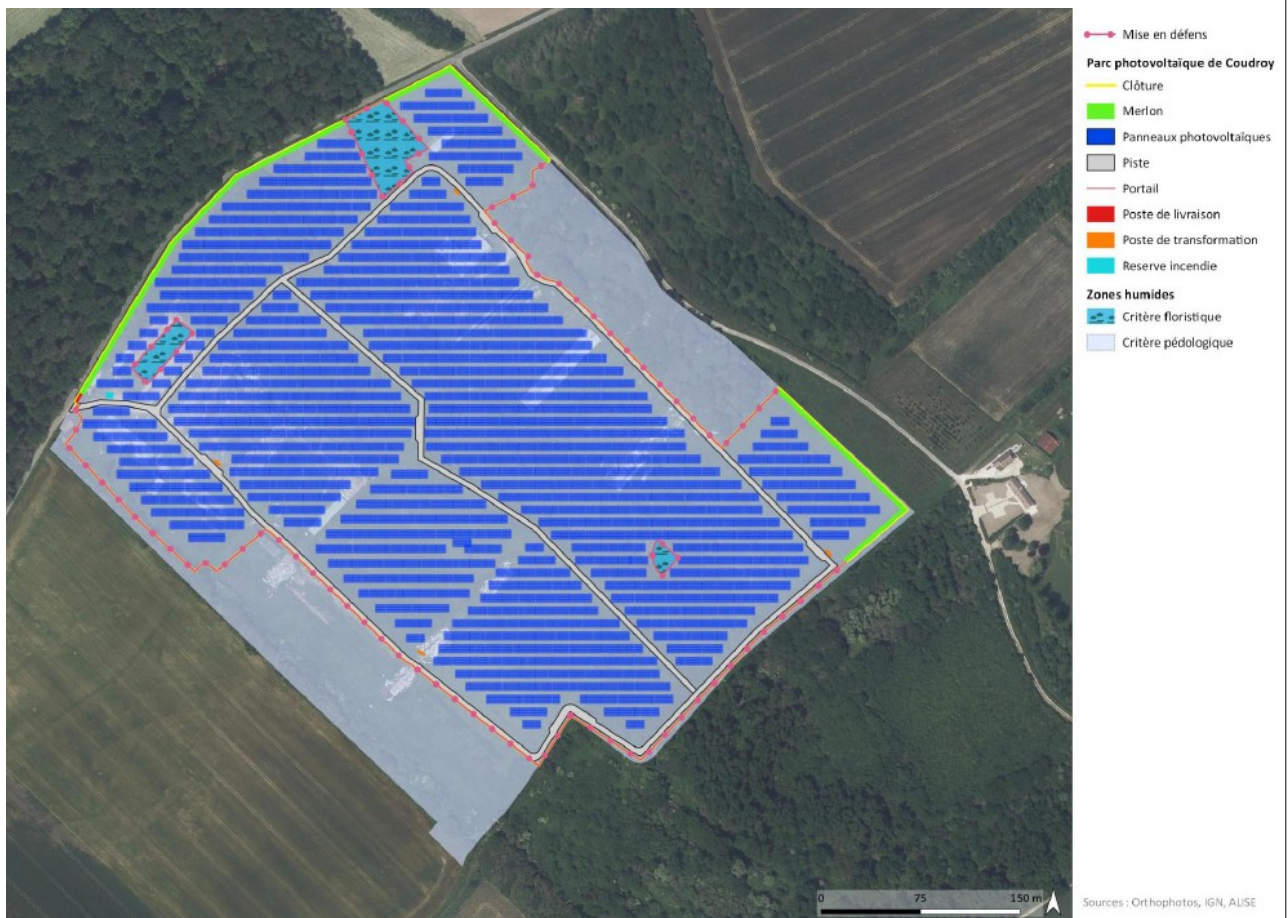 Mise en défens
Parc photovoltaïque de Coudroy
Clôture
Merlon
Panneaux photovoltaïques
Piste
Portail
Poste de livraison
Poste de transformation
Reserve incendie
Zones humides
Critère floristique
Critère pédologique
0 75 150 m
Sources : Orthophotos, IGN, ALISE